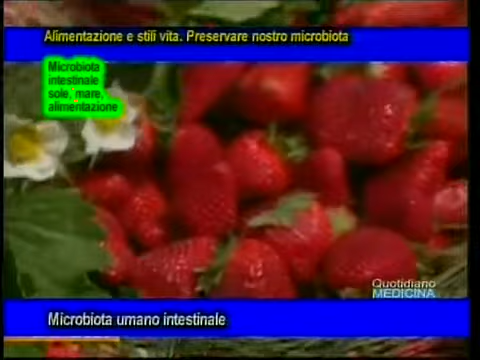 Alimentazione e stili vita. Preservare nostro microbiota
Microbiota
intestinale
sole, mare,
alimentazione
Quotidiano
MEDICINA
Microbiota umano intestinale